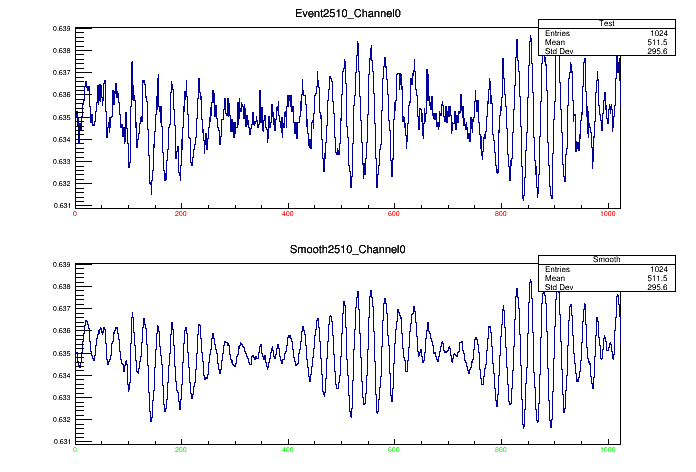 Event2510_Channel0
Test
Entries 1024
Mean 511.5
Std Dev 295.6
0.639
0.638
0.637
0.636
0.635
0.634
0.633
0.632
0.631
0 200 400 600 800 1000
Smooth2510_Channel0
Smooth
Entries 1024
Mean 511.5
Std Dev 295.6
0.639
0.638
0.637
0.636
0.635
0.634
0.633
0.632
0.631
0 200 400 600 800 1000